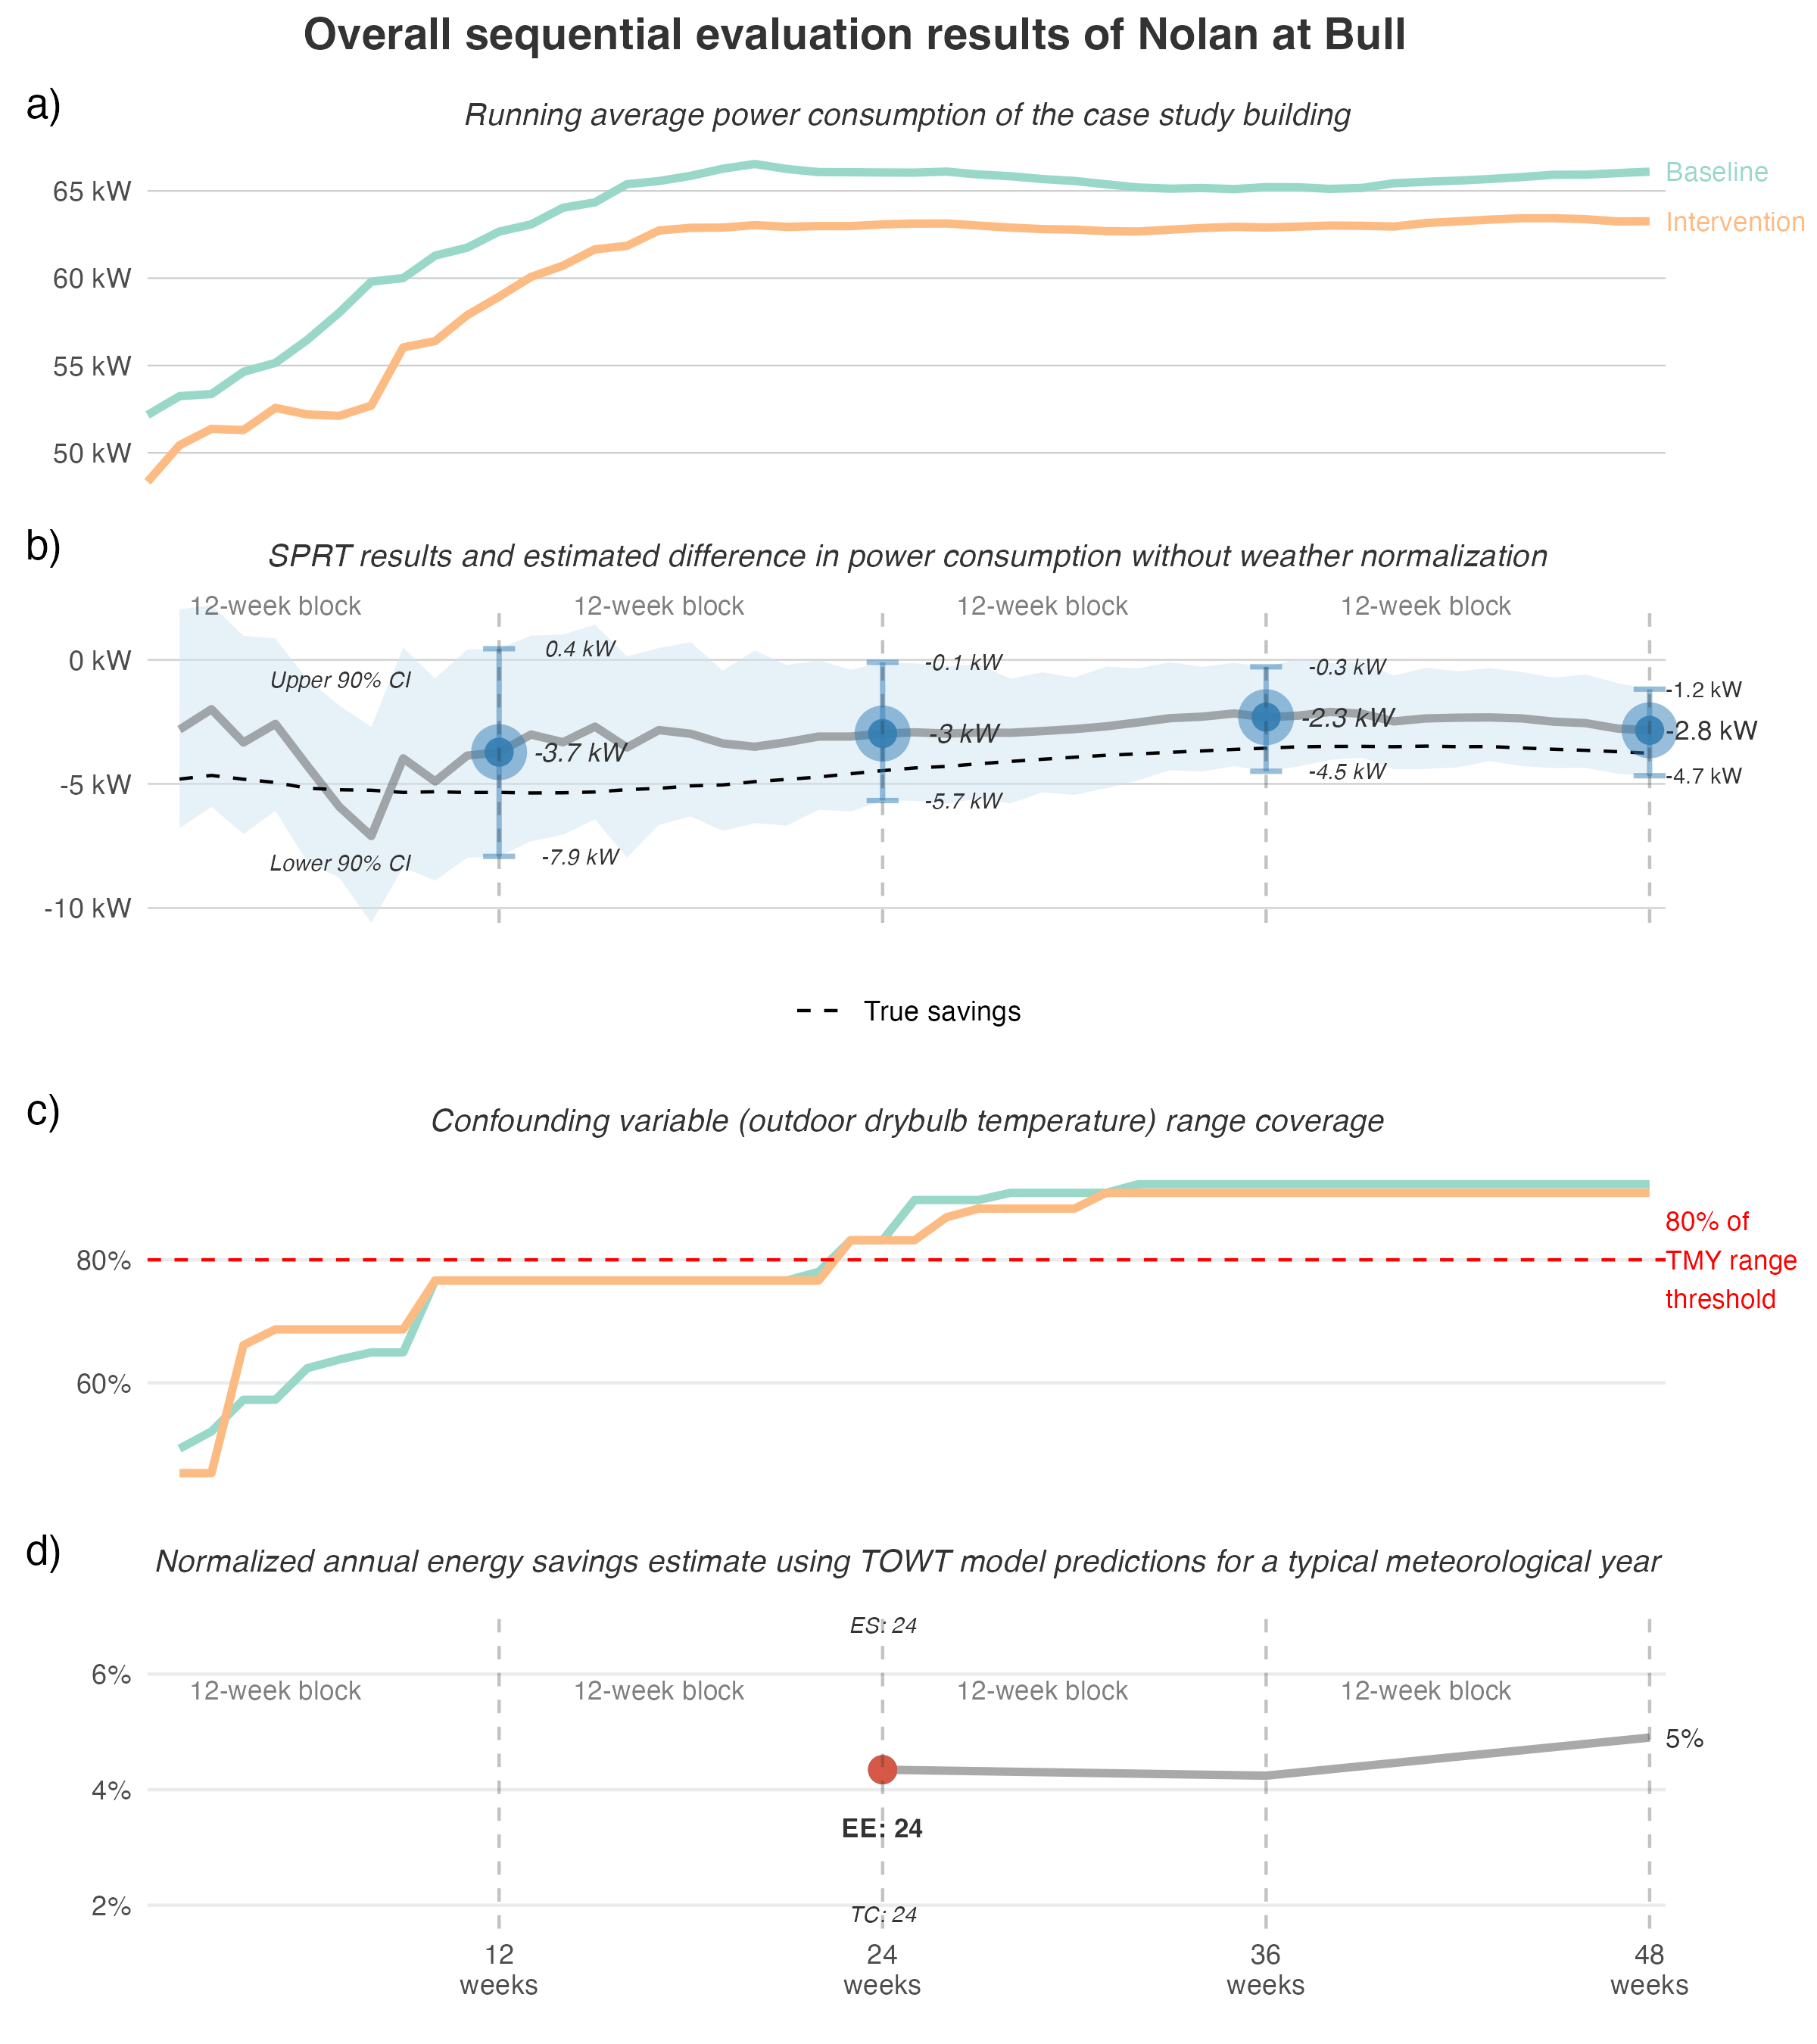 Overall sequential evaluation results of Nolan at Bull
a)
Running average power consumption of the case study building
65 kW
60 kW
55 kW
50 kW
Baseline
Intervention
b)
SPRT results and estimated difference in power consumption without weather normalization
12-week block
12-week block
12-week block
12-week block
0 kW
-5 kW
-10 kW
Upper 90% CI
Lower 90% CI
0.4 kW
-3.7 kW
-7.9 kW
-0.1 kW
-3 kW
-5.7 kW
-0.3 kW
-2.3 kW
-4.5 kW
-1.2 kW
-2.8 kW
-4.7 kW
True savings
c)
Confounding variable (outdoor drybulb temperature) range coverage
80%
60%
80% of
TMY range
threshold
d)
Normalized annual energy savings estimate using TOWT model predictions for a typical meteorological year
ES: 24
6%
12-week block
12-week block
12-week block
12-week block
5%
4%
EE: 24
2%
TC: 24
12
weeks
24
weeks
36
weeks
48
weeks